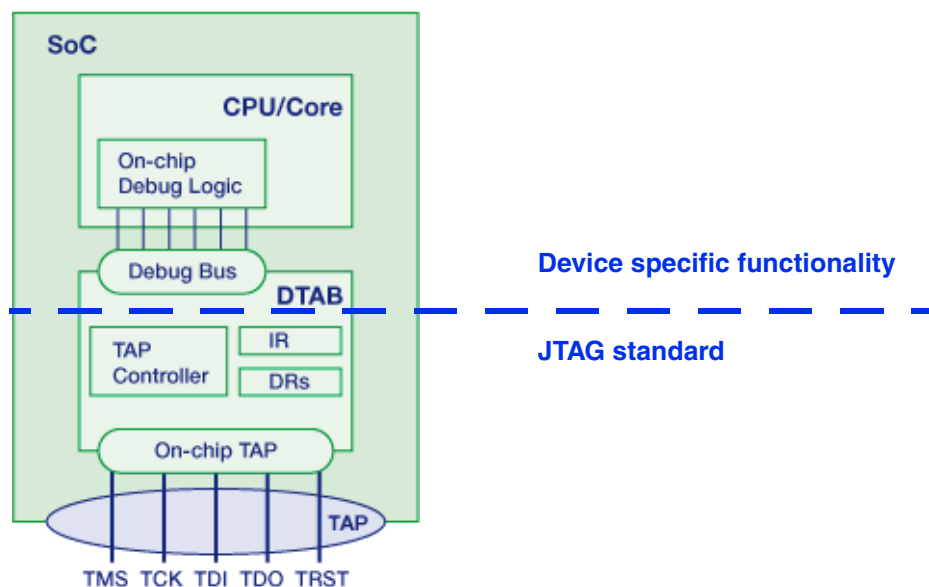 SoC
CPU/Core
On-chip
Debug Logic
Debug Bus
DTAB
Device specific functionality
JTAG standard
TAP
Controller
IR
DRs
On-chip TAP
TAP
TMS TCK TDI TDO TRST